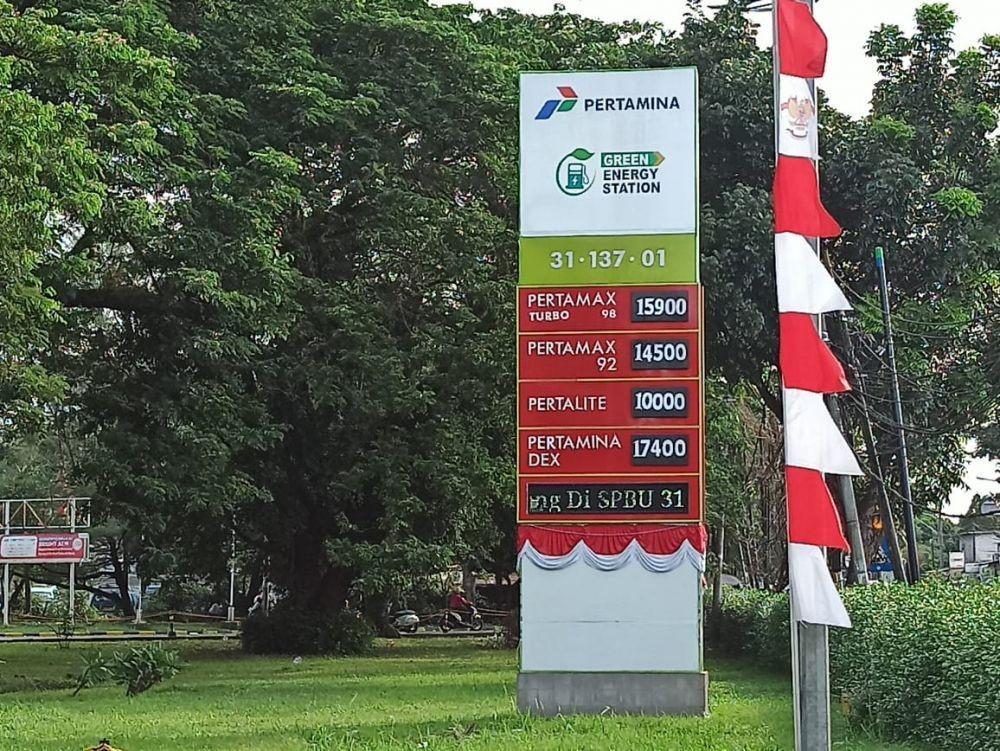 PERTAMINA
GREEN
ENERGY
STATION
31·137·01
PERTAMAX 15900
TURBO 98
PERTAMAX 14500
92
PERTALITE 10000
PERTAMINA 17400
DEX
ng Di SPBU 31